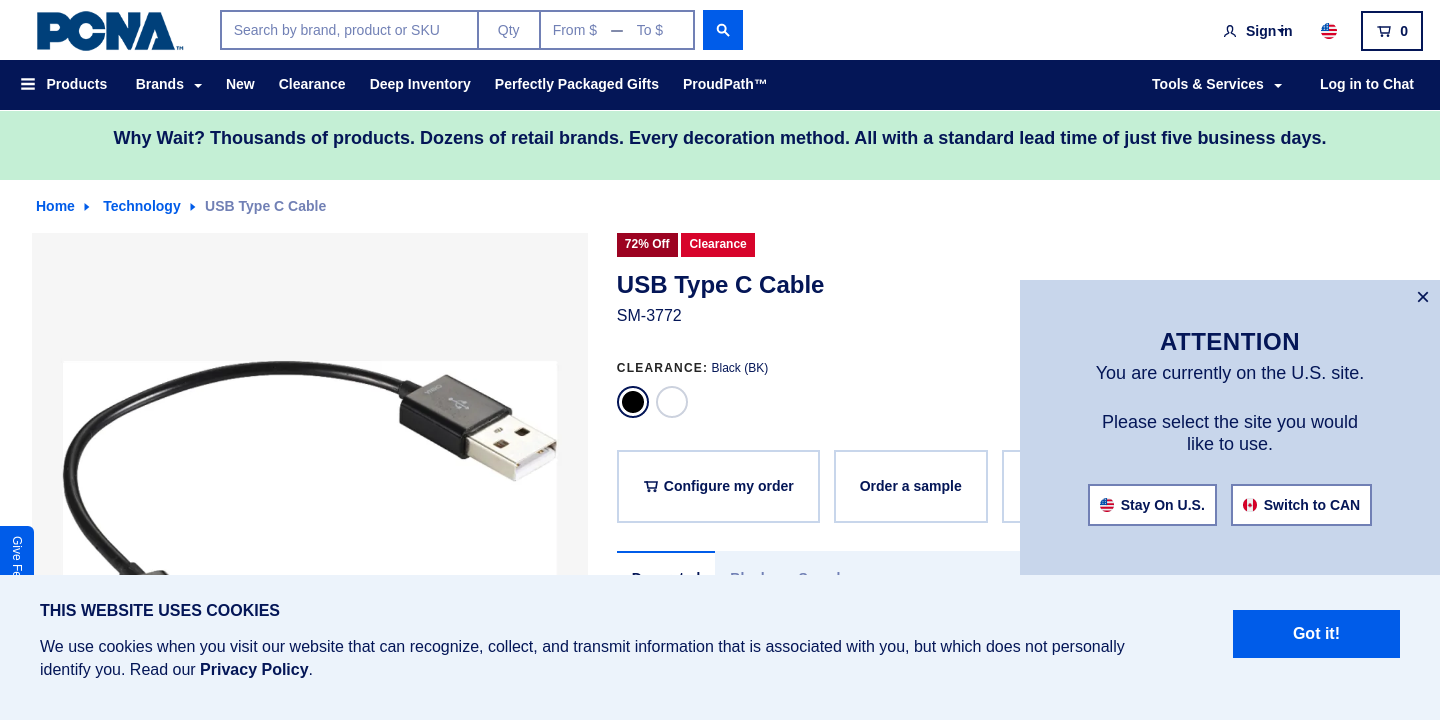 PCNA™
Search by brand, product or SKU
Qty
From $ — To $
Sign in
0
Products
Brands
New
Clearance
Deep Inventory
Perfectly Packaged Gifts
ProudPath™
Tools & Services
Log in to Chat
Why Wait? Thousands of products. Dozens of retail brands. Every decoration method. All with a standard lead time of just five business days.
Home
Technology
USB Type C Cable
72% Off
Clearance
USB Type C Cable
SM-3772
CLEARANCE: Black (BK)
Configure my order
Order a sample
ATTENTION
You are currently on the U.S. site.
Please select the site you would
like to use.
Stay On U.S.
Switch to CAN
Give Fe
THIS WEBSITE USES COOKIES
We use cookies when you visit our website that can recognize, collect, and transmit information that is associated with you, but which does not personally
identify you. Read our Privacy Policy.
Got it!